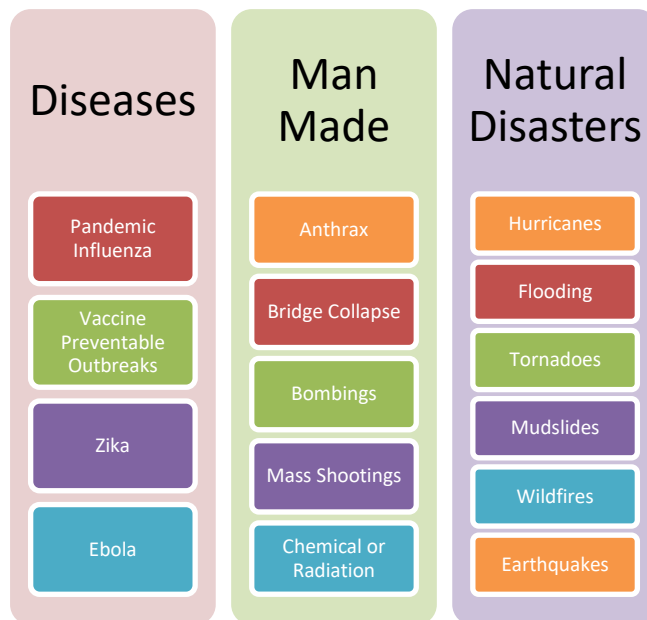 Diseases
Pandemic
Influenza
Vaccine
Preventable
Outbreaks
Zika
Ebola
Man
Made
Anthrax
Bridge Collapse
Bombings
Mass Shootings
Chemical or
Radiation
Natural
Disasters
Hurricanes
Flooding
Tornadoes
Mudslides
Wildfires
Earthquakes